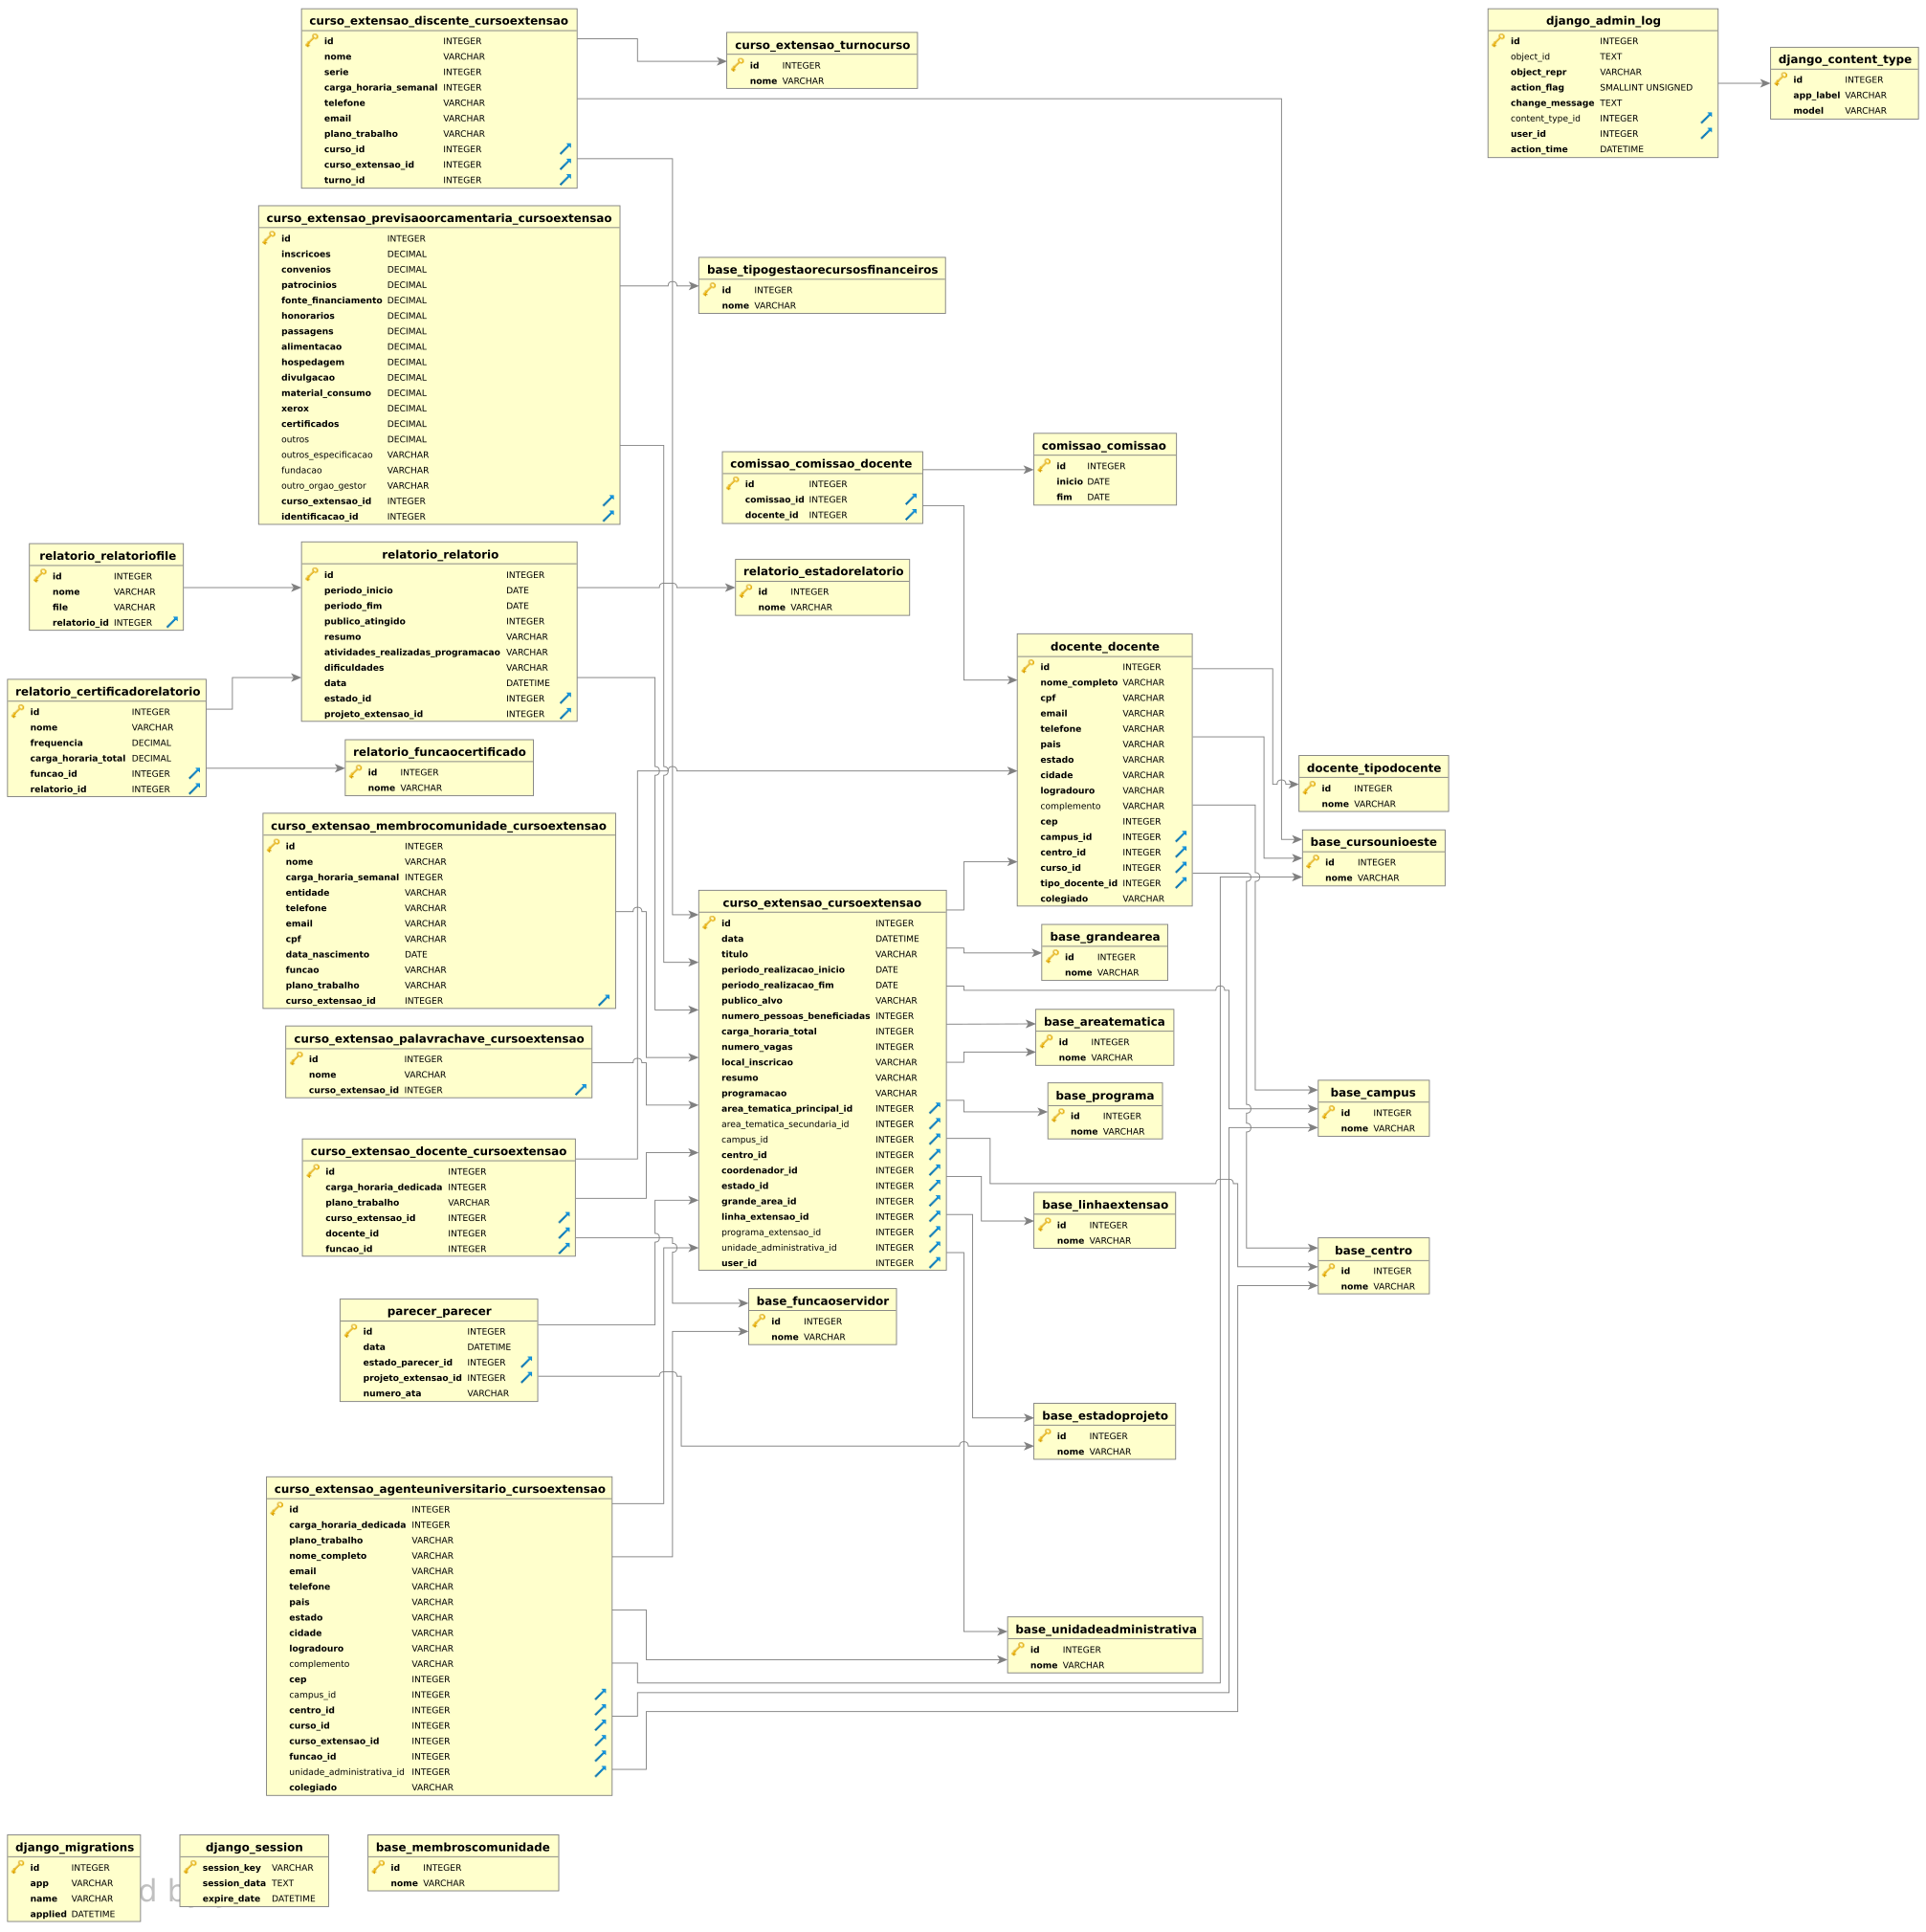 curso_extensao_discente_cursoextensao
id INTEGER
nome VARCHAR
serie INTEGER
carga_horaria_semanal INTEGER
telefone VARCHAR
email VARCHAR
plano_trabalho VARCHAR
curso_id INTEGER
curso_extensao_id INTEGER
turno_id INTEGER
curso_extensao_turnocurso
id INTEGER
nome VARCHAR
django_admin_log
id INTEGER
object_id TEXT
object_repr VARCHAR
action_flag SMALLINT UNSIGNED
change_message TEXT
content_type_id INTEGER
user_id INTEGER
action_time DATETIME
django_content_type
id INTEGER
app_label VARCHAR
model VARCHAR
curso_extensao_previsaoorcamentaria_cursoextensao
id INTEGER
inscricoes DECIMAL
convenios DECIMAL
patrocinios DECIMAL
fonte_financiamento DECIMAL
honorarios DECIMAL
passagens DECIMAL
alimentacao DECIMAL
hospedagem DECIMAL
divulgacao DECIMAL
material_consumo DECIMAL
xerox DECIMAL
certificados DECIMAL
outros DECIMAL
outros_especificacao VARCHAR
fundacao VARCHAR
outro_orgao_gestor VARCHAR
curso_extensao_id INTEGER
identificacao_id INTEGER
base_tipogestaorecursosfinanceiros
id INTEGER
nome VARCHAR
comissao_comissao_docente
id INTEGER
comissao_id INTEGER
docente_id INTEGER
comissao_comissao
id INTEGER
inicio DATE
fim DATE
relatorio_relatoriofile
id INTEGER
nome VARCHAR
file VARCHAR
relatorio_id INTEGER
relatorio_relatorio
id INTEGER
periodo_inicio DATE
periodo_fim DATE
publico_atingido INTEGER
resumo VARCHAR
atividades_realizadas_programacao VARCHAR
dificuldades VARCHAR
data DATETIME
estado_id INTEGER
projeto_extensao_id INTEGER
relatorio_estadorelatorio
id INTEGER
nome VARCHAR
relatorio_certificadorelatorio
id INTEGER
nome VARCHAR
frequencia DECIMAL
carga_horaria_total DECIMAL
funcao_id INTEGER
relatorio_id INTEGER
relatorio_funcaocertificado
id INTEGER
nome VARCHAR
docente_docente
id INTEGER
nome_completo VARCHAR
cpf VARCHAR
email VARCHAR
telefone VARCHAR
pais VARCHAR
estado VARCHAR
cidade VARCHAR
logradouro VARCHAR
complemento VARCHAR
cep INTEGER
campus_id INTEGER
centro_id INTEGER
curso_id INTEGER
tipo_docente_id INTEGER
colegiado VARCHAR
docente_tipodocente
id INTEGER
nome VARCHAR
base_cursounioeste
id INTEGER
nome VARCHAR
curso_extensao_membrocomunidade_cursoextensao
id INTEGER
nome VARCHAR
carga_horaria_semanal INTEGER
entidade VARCHAR
telefone VARCHAR
email VARCHAR
cpf VARCHAR
data_nascimento DATE
funcao VARCHAR
plano_trabalho VARCHAR
curso_extensao_id INTEGER
curso_extensao_cursoextensao
id INTEGER
data DATETIME
titulo VARCHAR
periodo_realizacao_inicio DATE
periodo_realizacao_fim DATE
publico_alvo VARCHAR
numero_pessoas_beneficiadas INTEGER
carga_horaria_total INTEGER
numero_vagas INTEGER
local_inscricao VARCHAR
resumo VARCHAR
programacao VARCHAR
area_tematica_principal_id INTEGER
area_tematica_secundaria_id INTEGER
campus_id INTEGER
centro_id INTEGER
coordenador_id INTEGER
estado_id INTEGER
grande_area_id INTEGER
linha_extensao_id INTEGER
programa_extensao_id INTEGER
unidade_administrativa_id INTEGER
user_id INTEGER
base_grandearea
id INTEGER
nome VARCHAR
base_areatematica
id INTEGER
nome VARCHAR
base_programa
id INTEGER
nome VARCHAR
base_campus
id INTEGER
nome VARCHAR
curso_extensao_palavrachave_cursoextensao
id INTEGER
nome VARCHAR
curso_extensao_id INTEGER
curso_extensao_docente_cursoextensao
id INTEGER
carga_horaria_dedicada INTEGER
plano_trabalho VARCHAR
curso_extensao_id INTEGER
docente_id INTEGER
funcao_id INTEGER
base_linhaextensao
id INTEGER
nome VARCHAR
base_centro
id INTEGER
nome VARCHAR
parecer_parecer
id INTEGER
data DATETIME
estado_parecer_id INTEGER
projeto_extensao_id INTEGER
numero_ata VARCHAR
base_funcaoservidor
id INTEGER
nome VARCHAR
base_estadoprojeto
id INTEGER
nome VARCHAR
curso_extensao_agenteuniversitario_cursoextensao
id INTEGER
carga_horaria_dedicada INTEGER
plano_trabalho VARCHAR
nome_completo VARCHAR
email VARCHAR
telefone VARCHAR
pais VARCHAR
estado VARCHAR
cidade VARCHAR
logradouro VARCHAR
complemento VARCHAR
cep INTEGER
campus_id INTEGER
centro_id INTEGER
curso_id INTEGER
curso_extensao_id INTEGER
funcao_id INTEGER
unidade_administrativa_id INTEGER
colegiado VARCHAR
base_unidadeadministrativa
id INTEGER
nome VARCHAR
django_migrations
id INTEGER
app VARCHAR
name VARCHAR
applied DATETIME
django_session
session_key VARCHAR
session_data TEXT
expire_date DATETIME
base_membroscomunidade
id INTEGER
nome VARCHAR